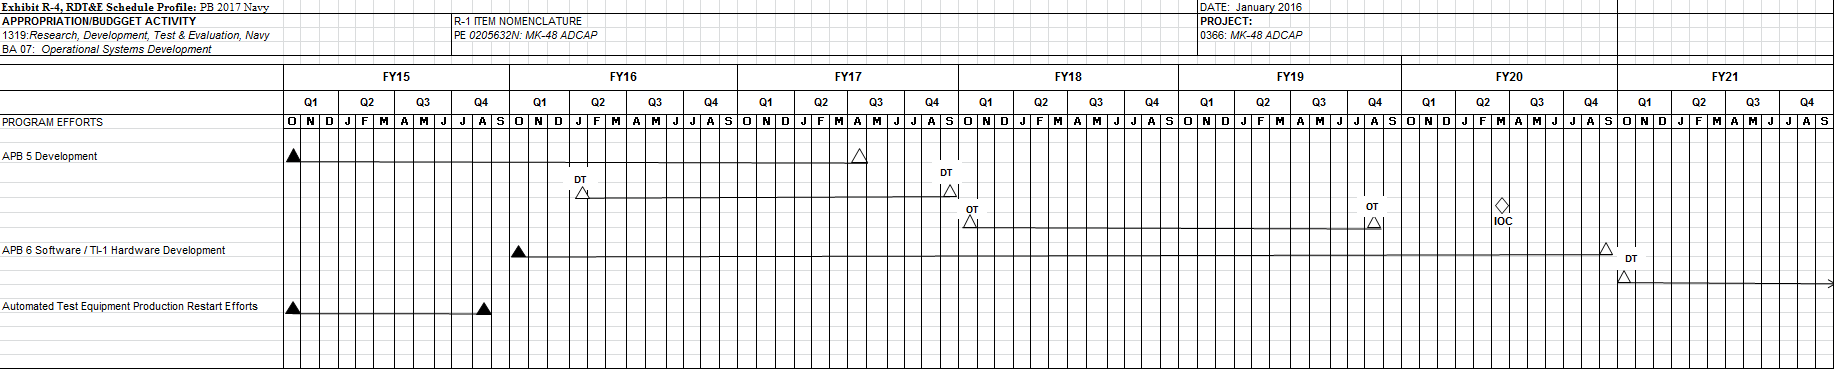 Exhibit R-4, RDT&E Schedule Profile: PB 2017 Navy
DATE: January 2016
APPROPRIATION/BUDGGET ACTIVITY
R-1 ITEM NOMENCLATURE
PROJECT:
1319:Research, Development, Test & Evaluation, Navy
PE 0205632N: MK-48 ADCAP
0366: MK-48 ADCAP
BA 07: Operational Systems Development
FY15 FY16 FY17 FY18 FY19 FY20 FY21
Q1 Q2 Q3 Q4 Q1 Q2 Q3 Q4 Q1 Q2 Q3 Q4 Q1 Q2 Q3 Q4 Q1 Q2 Q3 Q4 Q1 Q2 Q3 Q4 Q1 Q2 Q3 Q4
PROGRAM EFFORTS O N D J F M A M J J A S O N D J F M A M J J A S O N D J F M A M J J A S O N D J F M A M J J A S O N D J F M A M J J A S O N D J F M A M J J A S O N D J F M A M J J A S
APB 5 Development
DT DT
OT OT
IOC
APB 6 Software / TI-1 Hardware Development
DT
Automated Test Equipment Production Restart Efforts